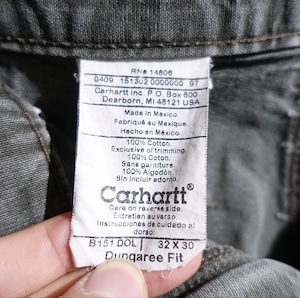 RN# 14806
0409 151302 0000000 97
Carhartt Inc. P.O. Box 600
Dearborn, MI 48121 USA
Made in Mexico.
Fabriqué au Mexique.
Hecho en México.
100% Cotton.
Exclusive of trimming.
100% Coton.
Sans garniture.
100% Algodón.
Sin incluir adorno.
Carhartt®
Care on reverse side.
Entretien au verso.
Instrucciones de cuidado al
dorso.
B151 DOL 32 X 30
Dungaree Fit